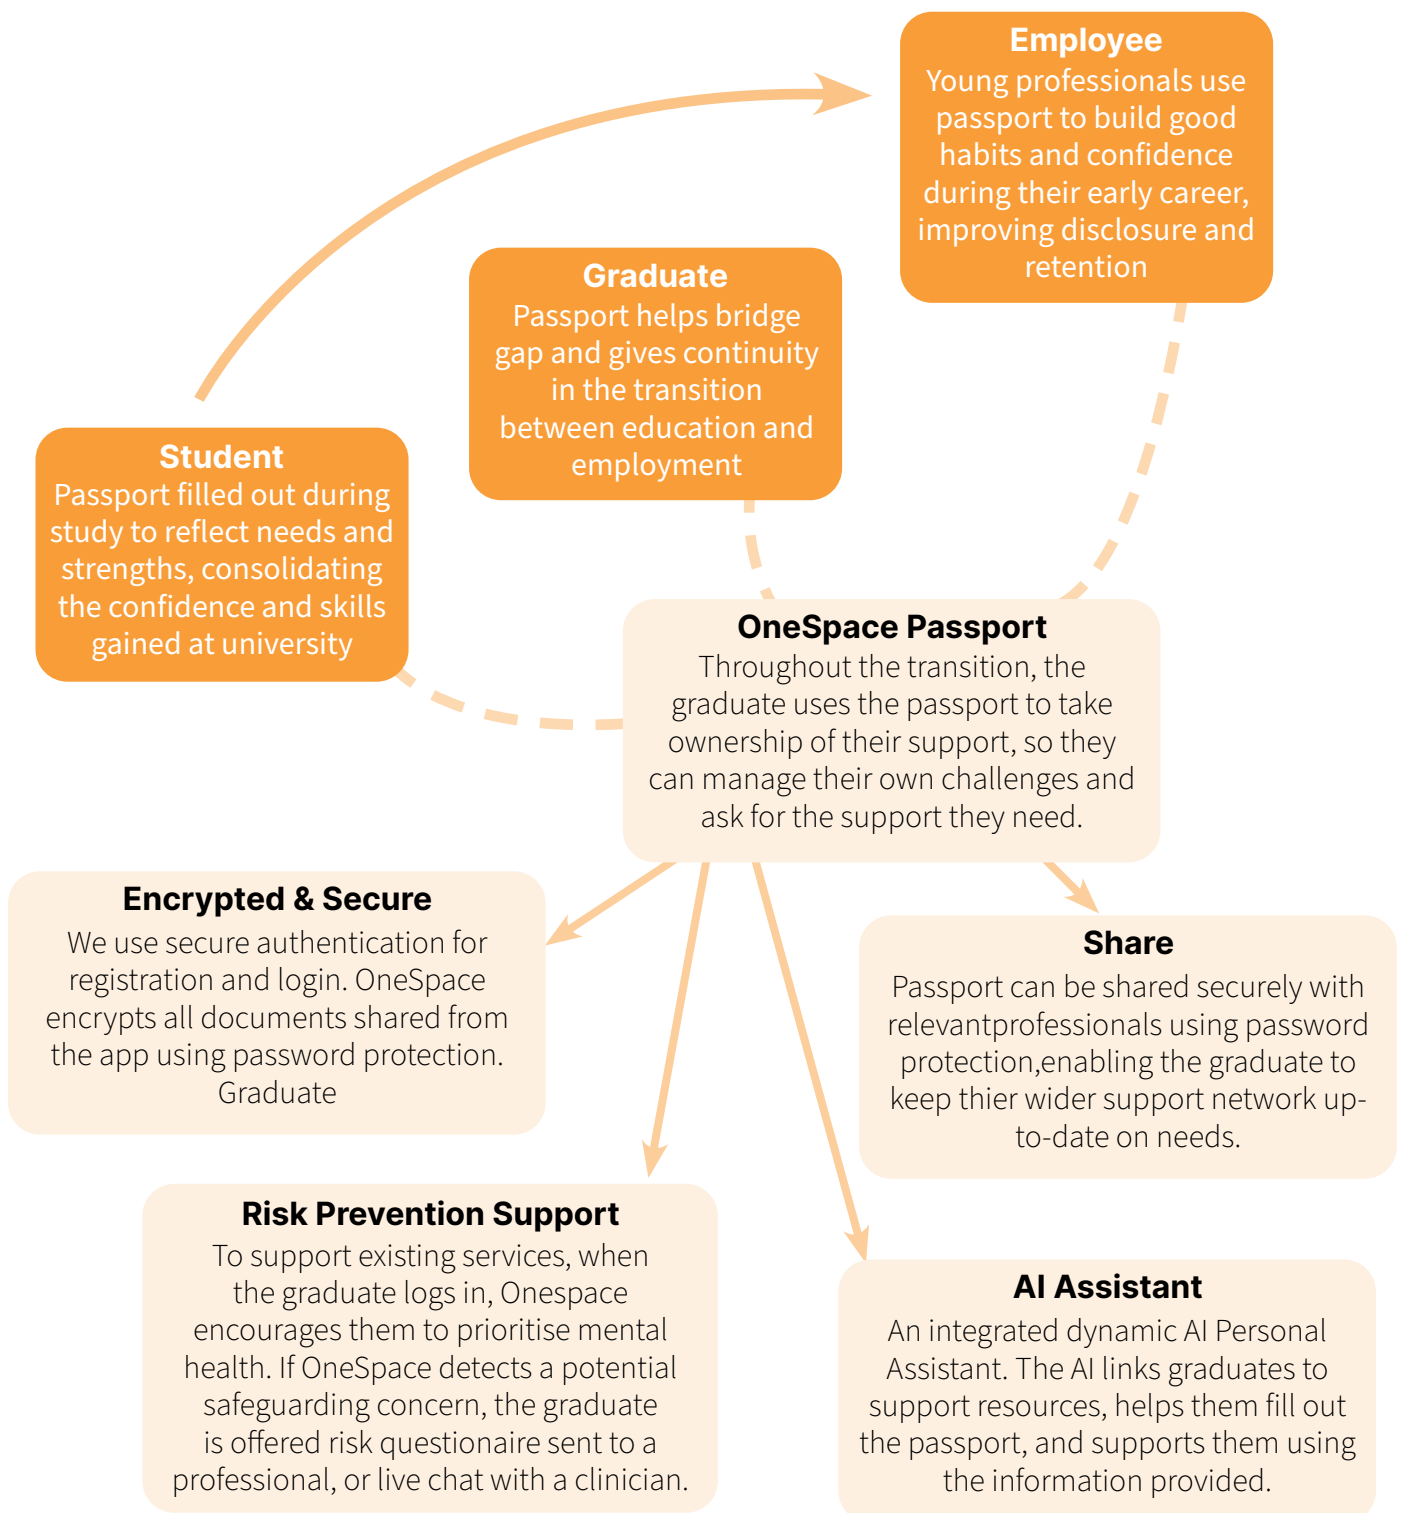 Employee
Young professionals use
passport to build good
habits and confidence
during their early career,
improving disclosure and
retention
Graduate
Passport helps bridge
gap and gives continuity
in the transition
between education and
employment
Student
Passport filled out during
study to reflect needs and
strengths, consolidating
the confidence and skills
gained at university
OneSpace Passport
Throughout the transition, the
graduate uses the passport to take
ownership of their support, so they
can manage their own challenges and
ask for the support they need.
Encrypted & Secure
We use secure authentication for
registration and login. OneSpace
encrypts all documents shared from
the app using password protection.
Graduate
Share
Passport can be shared securely with
relevantprofessionals using password
protection,enabling the graduate to
keep thier wider support network up-
to-date on needs.
Risk Prevention Support
To support existing services, when
the graduate logs in, Onespace
encourages them to prioritise mental
health. If OneSpace detects a potential
safeguarding concern, the graduate
is offered risk questionaire sent to a
professional, or live chat with a clinician.
AI Assistant
An integrated dynamic AI Personal
Assistant. The AI links graduates to
support resources, helps them fill out
the passport, and supports them using
the information provided.